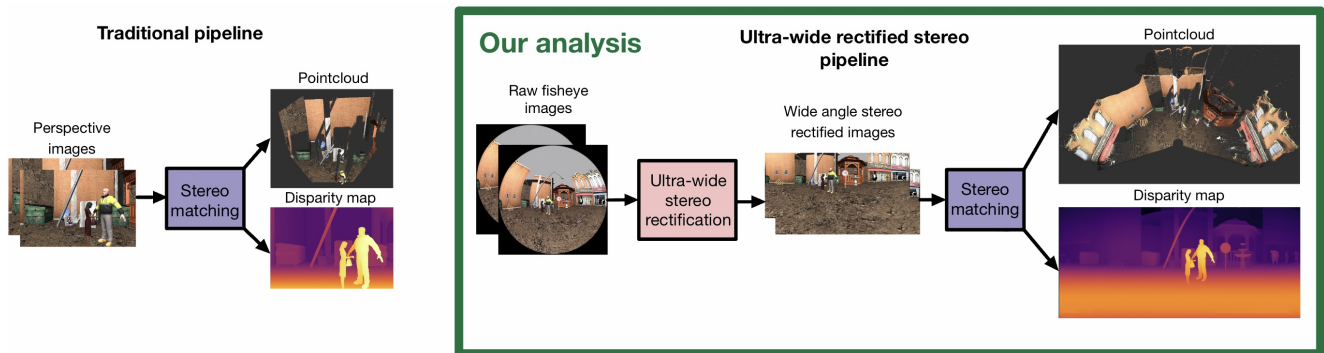 Traditional pipeline
Perspective
images
Stereo
matching
Pointcloud
Disparity map
Our analysis
Ultra-wide rectified stereo
pipeline
Raw fisheye
images
Ultra-wide
stereo
rectification
Wide angle stereo
rectified images
Stereo
matching
Pointcloud
Disparity map